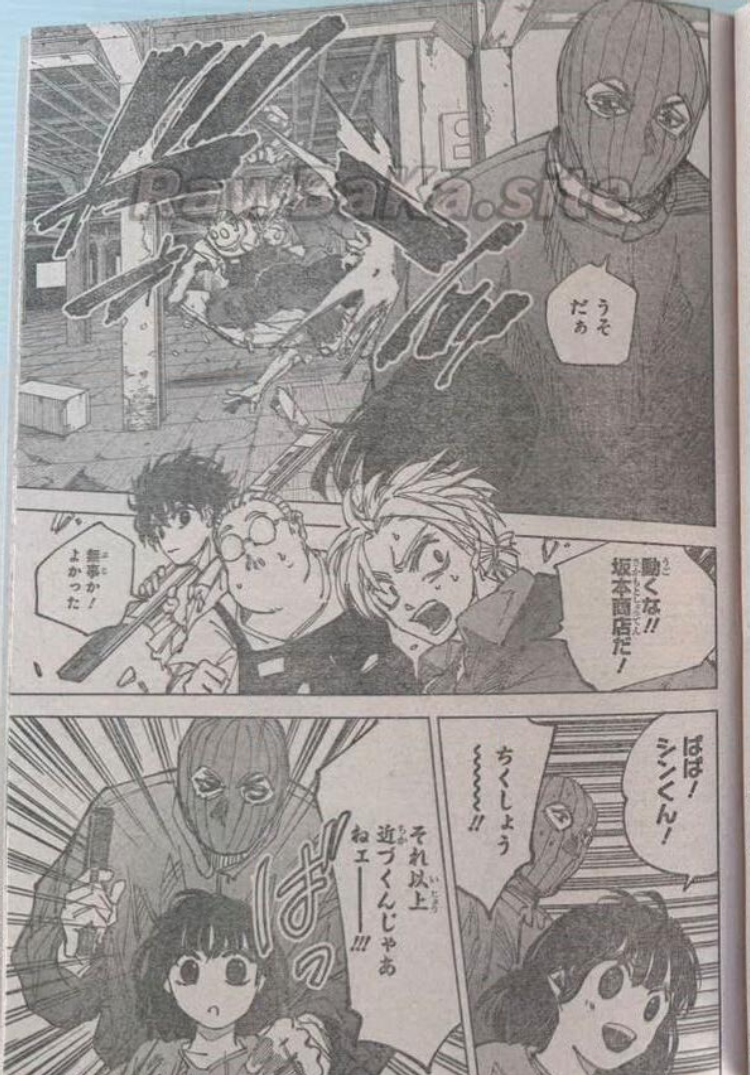 RawBaKa.site
うそ
だぁ
動くな!!
坂本商店だ!
無事か!
よかった
ぱぱ!
シンくん!
ちくしょう
〜〜〜〜!!
それ以上
近づくんじゃあ
ねェ――!!!
ばっ